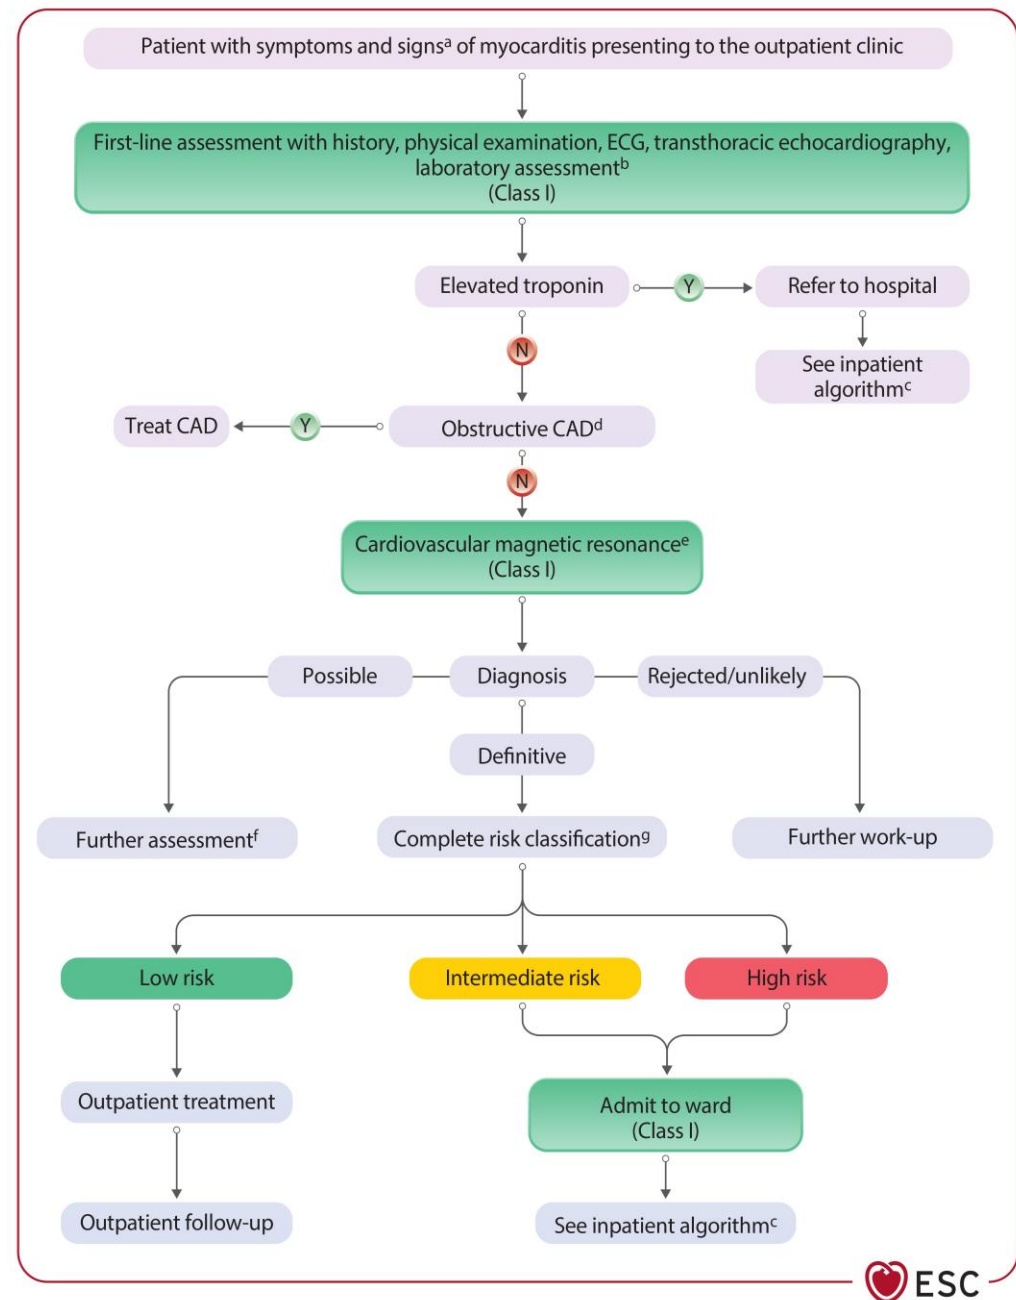 Patient with symptoms and signsᵃ of myocarditis presenting to the outpatient clinic
First-line assessment with history, physical examination, ECG, transthoracic echocardiography,
laboratory assessmentᵇ
(Class I)
Elevated troponin
Y
Refer to hospital
N
See inpatient
algorithmᶜ
Treat CAD
Y
Obstructive CADᵈ
N
Cardiovascular magnetic resonanceᵉ
(Class I)
Possible
Diagnosis
Rejected/unlikely
Definitive
Further assessmentᶠ
Complete risk classificationᵍ
Further work-up
Low risk
Intermediate risk
High risk
Outpatient treatment
Admit to ward
(Class I)
Outpatient follow-up
See inpatient algorithmᶜ
ESC